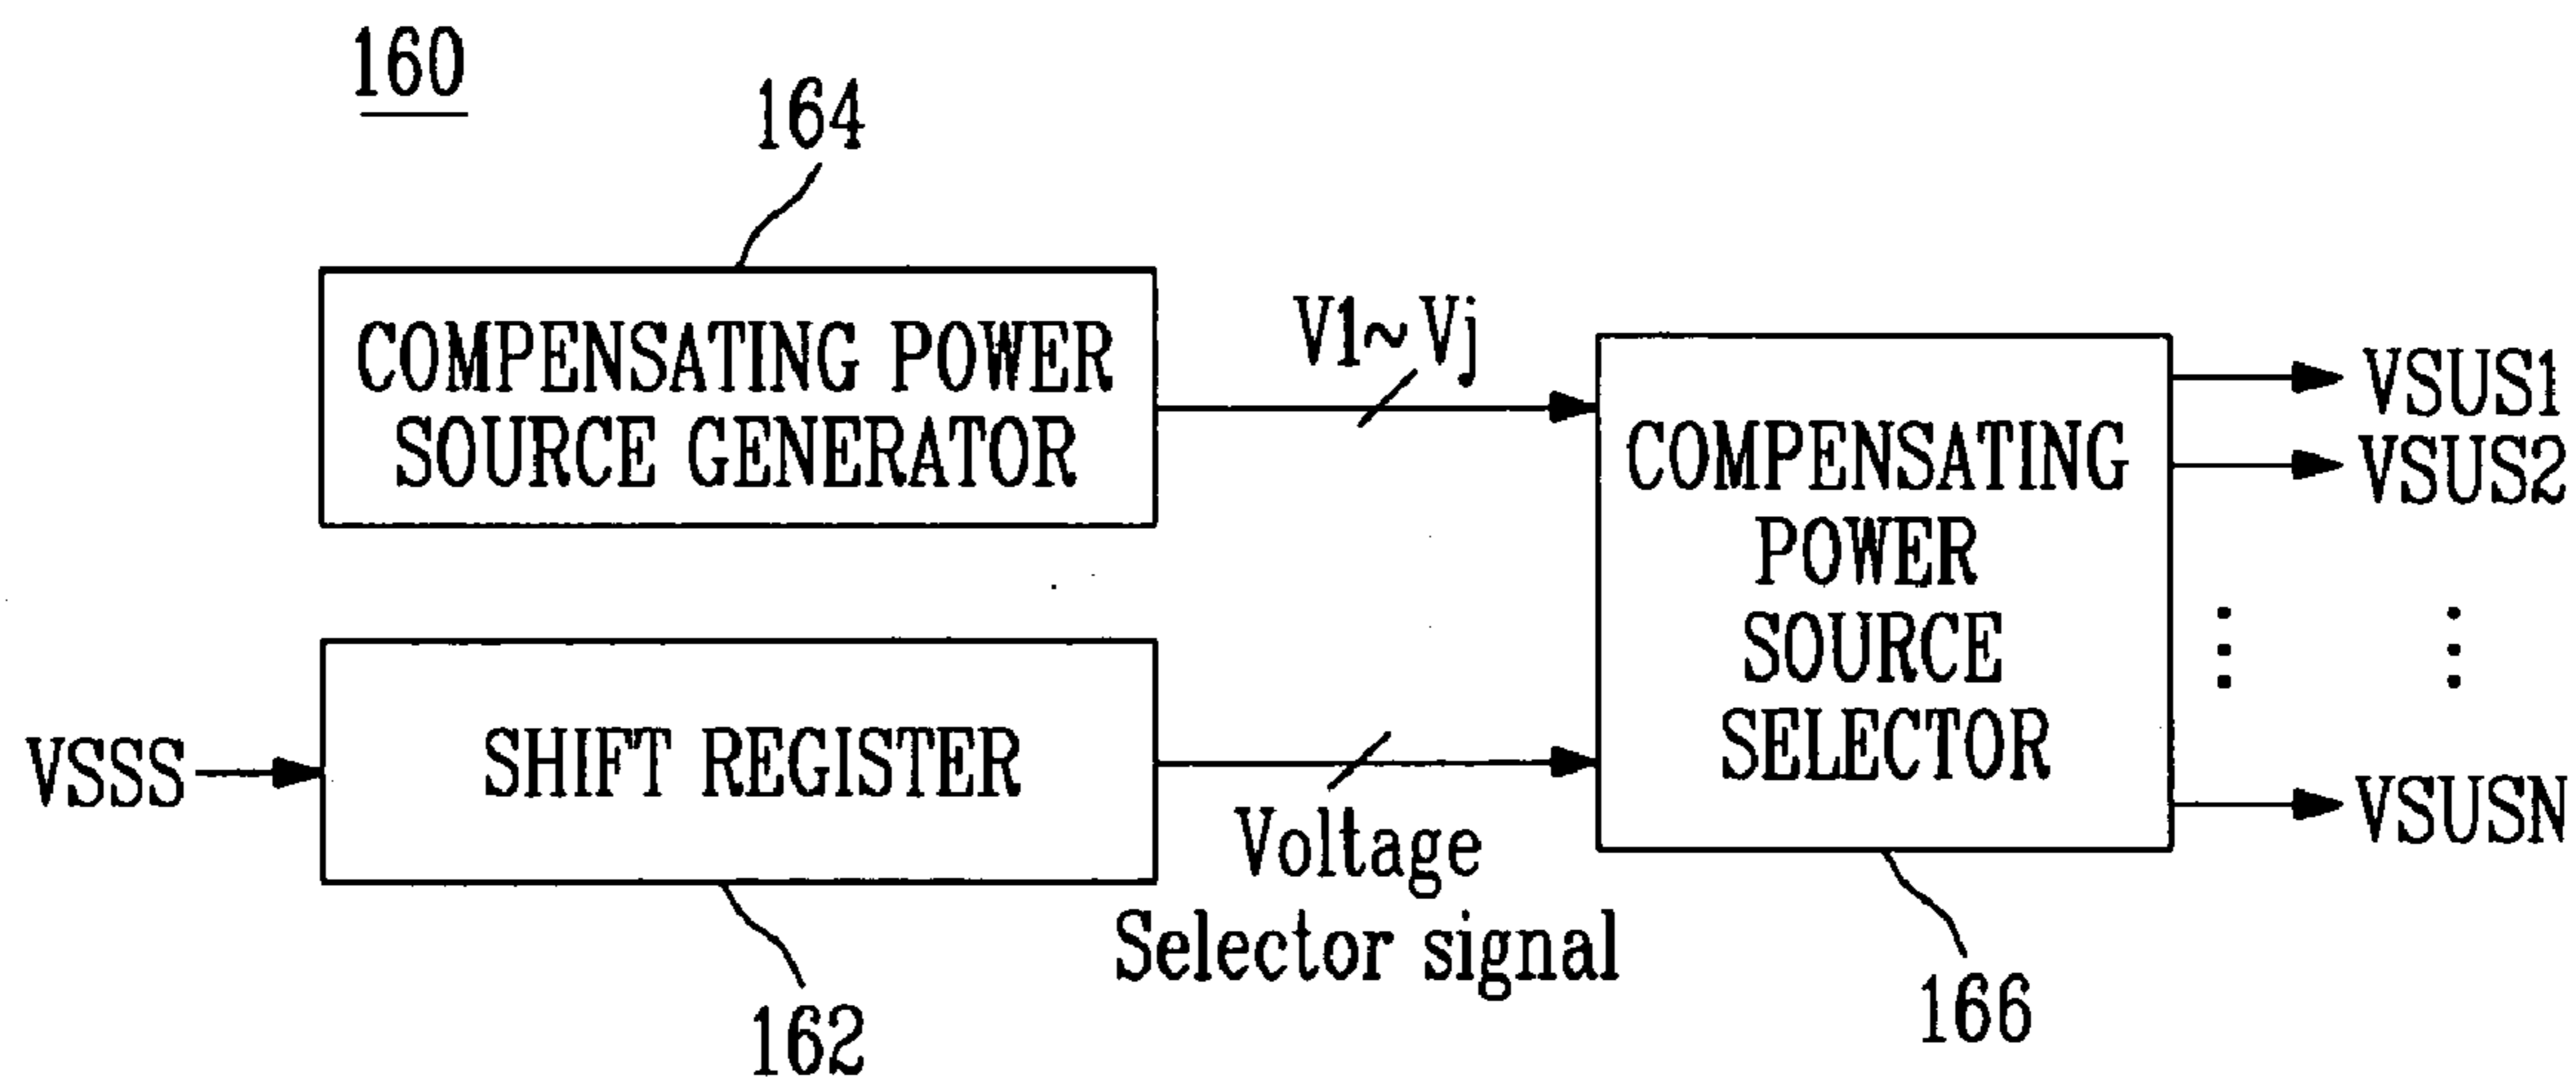 160
164
COMPENSATING POWER
SOURCE GENERATOR
V1~Vj
COMPENSATING
POWER
SOURCE
SELECTOR
VSUS1
VSUS2
VSUSN
VSSS
SHIFT REGISTER
Voltage
Selector signal
162
166